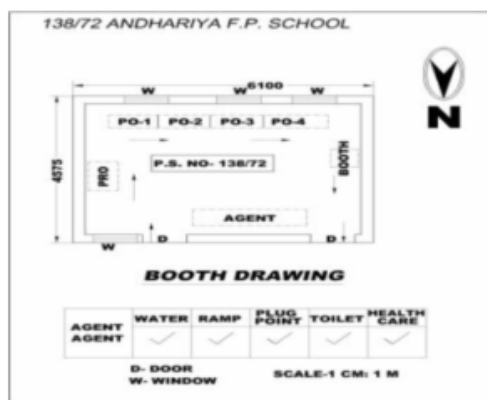 138/72 ANDHARIYA F.P. SCHOOL
6100
W W W
N
PO-1 PO-2 PO-3 PO-4
4575
P.S. NO- 138/72
BOOTH
PRO
AGENT
W D D
BOOTH DRAWING
WATER RAMP PLUG POINT TOILET HEALTH CARE
AGENT
AGENT
D- DOOR
W- WINDOW
SCALE-1 CM: 1 M